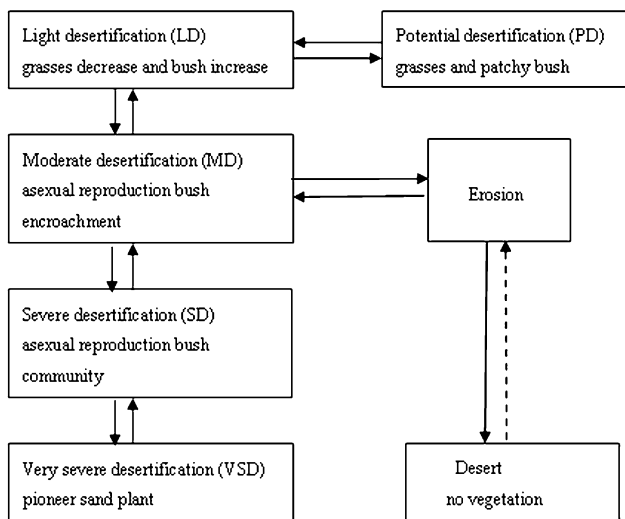 Light desertification (LD)
grasses decrease and bush increase
Potential desertification (PD)
grasses and patchy bush
Moderate desertification (MD)
asexual reproduction bush
encroachment
Erosion
Severe desertification (SD)
asexual reproduction bush
community
Very severe desertification (VSD)
pioneer sand plant
Desert
no vegetation